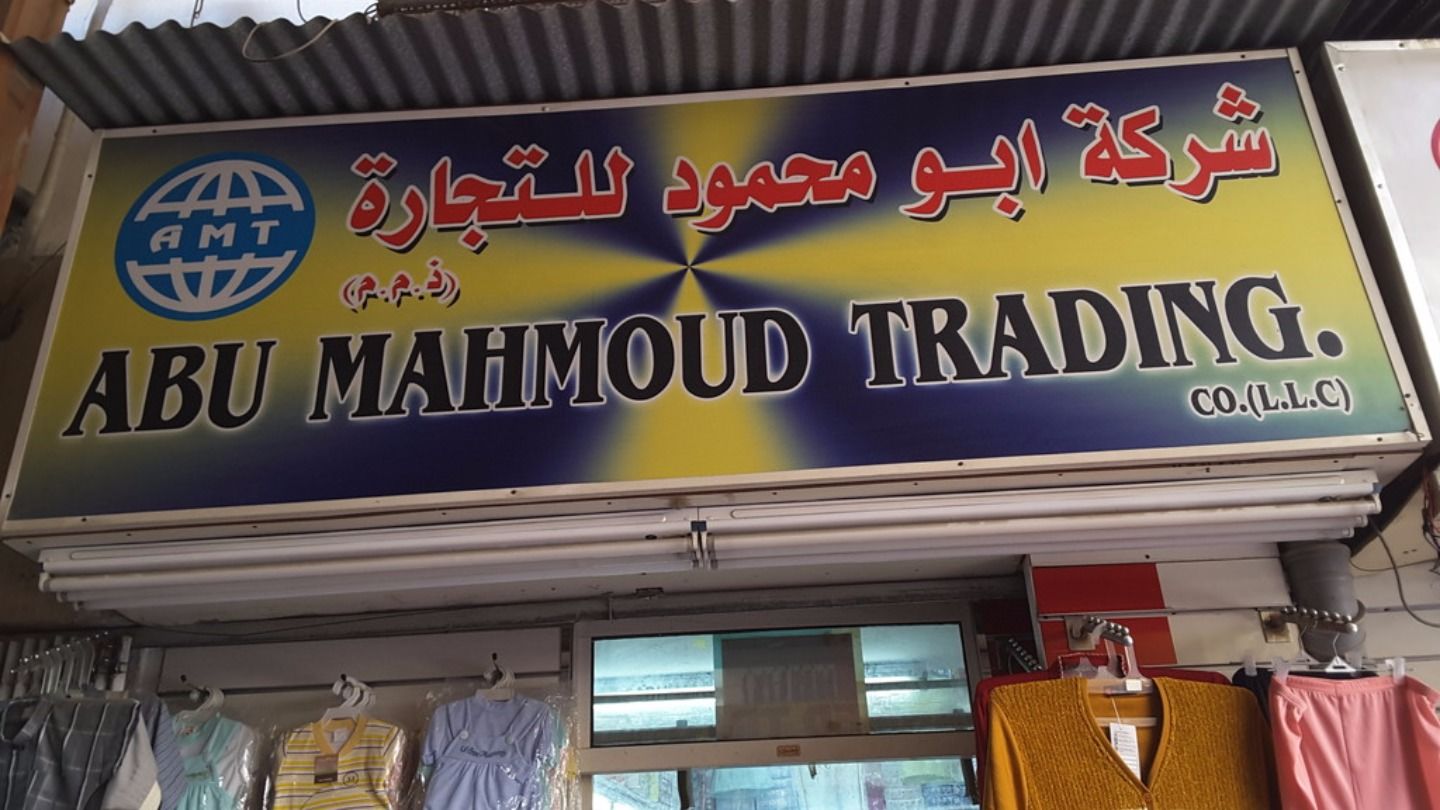 شركة ابو محمود للتجارة
(ذ.م.م)
AMT
ABU MAHMOUD TRADING.
CO.(L.L.C)